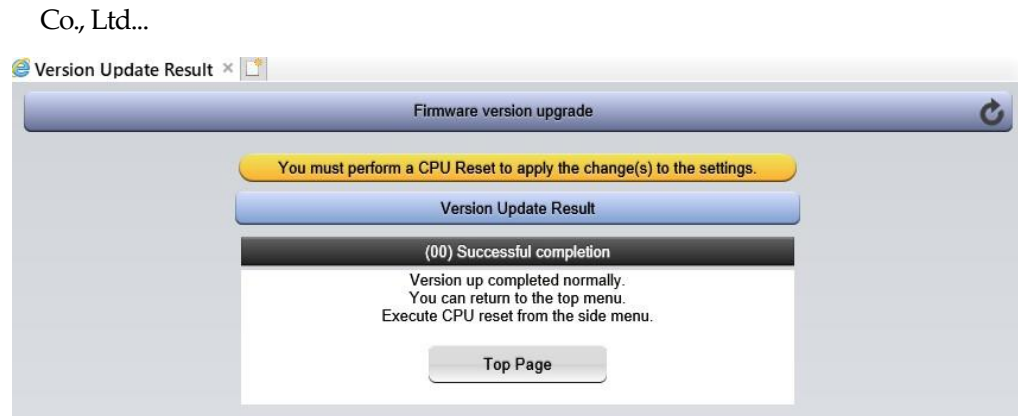 Co., Ltd...
Version Update Result ×
Firmware version upgrade
You must perform a CPU Reset to apply the change(s) to the settings.
Version Update Result
(00) Successful completion
Version up completed normally.
You can return to the top menu.
Execute CPU reset from the side menu.
Top Page